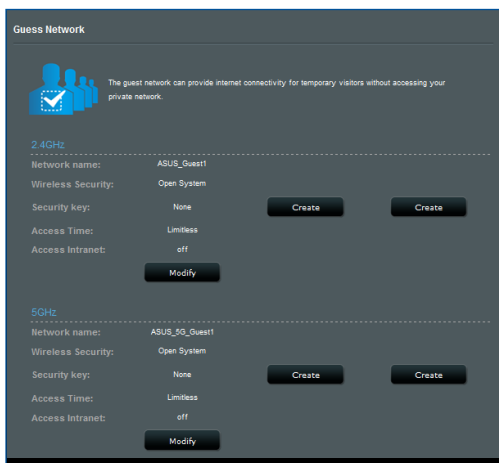 Guess Network
The guest network can provide internet connectivity for temporary visitors without accessing your
private network.
2.4GHz
Network name: ASUS_Guest1
Wireless Security: Open System
Security key: None Create Create
Access Time: Limitless
Access Intranet: off
Modify
5GHz
Network name: ASUS_5G_Guest1
Wireless Security: Open System
Security key: None Create Create
Access Time: Limitless
Access Intranet: off
Modify